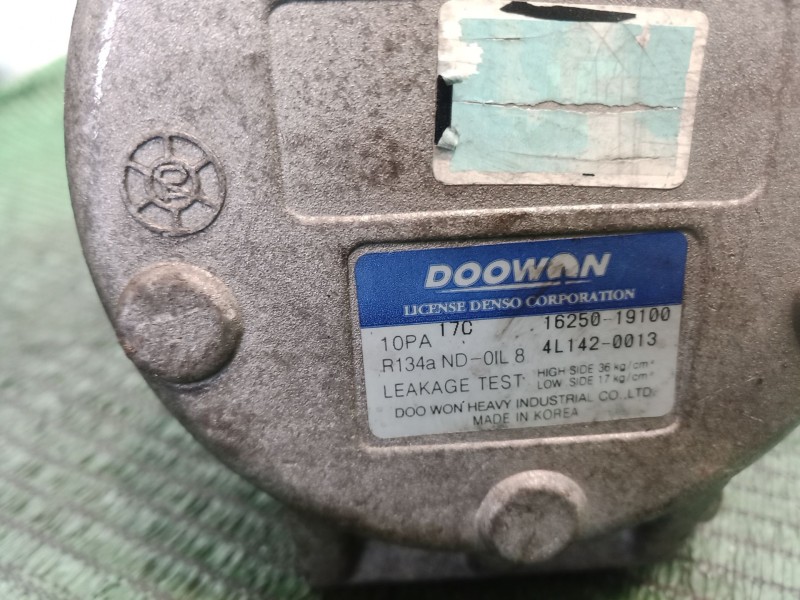 04
DOOWON
LICENSE DENSO CORPORATION
10PA 17C 16250-19100
R134a ND-OIL 8 4L142-0013
LEAKAGE TEST HIGH SIDE 36 kg/cm²
LOW SIDE 17 kg/cm²
DOO WON HEAVY INDUSTRIAL CO.,LTD.
MADE IN KOREA